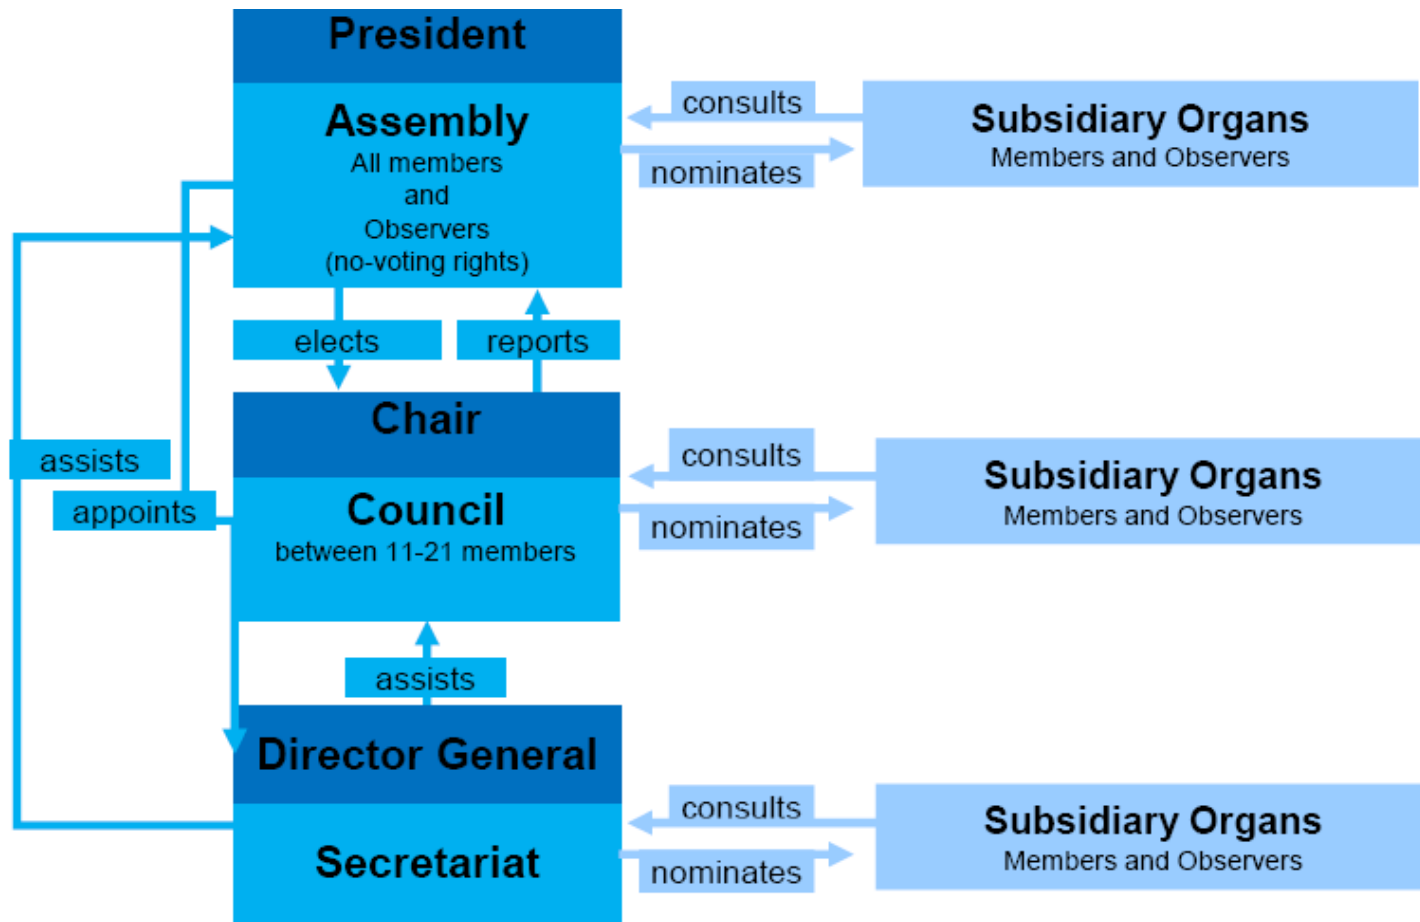 President
Assembly
All members
and
Observers
(no-voting rights)
consults
nominates
Subsidiary Organs
Members and Observers
elects
reports
assists
appoints
Chair
Council
between 11-21 members
consults
nominates
Subsidiary Organs
Members and Observers
assists
Director General
Secretariat
consults
nominates
Subsidiary Organs
Members and Observers